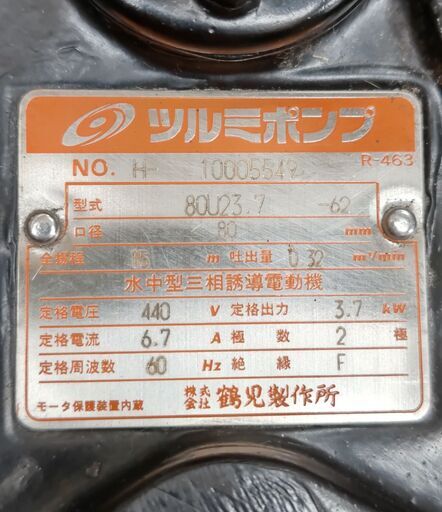 ツルミポンプ
NO. H- 10005549 R-463
型式 80U23.7 -62
口径 80 mm
全揚程 15 m 吐出量 0.32 m³/min
水中型三相誘導電動機
定格電圧 440 V 定格出力 3.7 kW
定格電流 6.7 A 極数 2 極
定格周波数 60 Hz 絶縁 F
モータ保護装置内蔵 株式会社 鶴見製作所